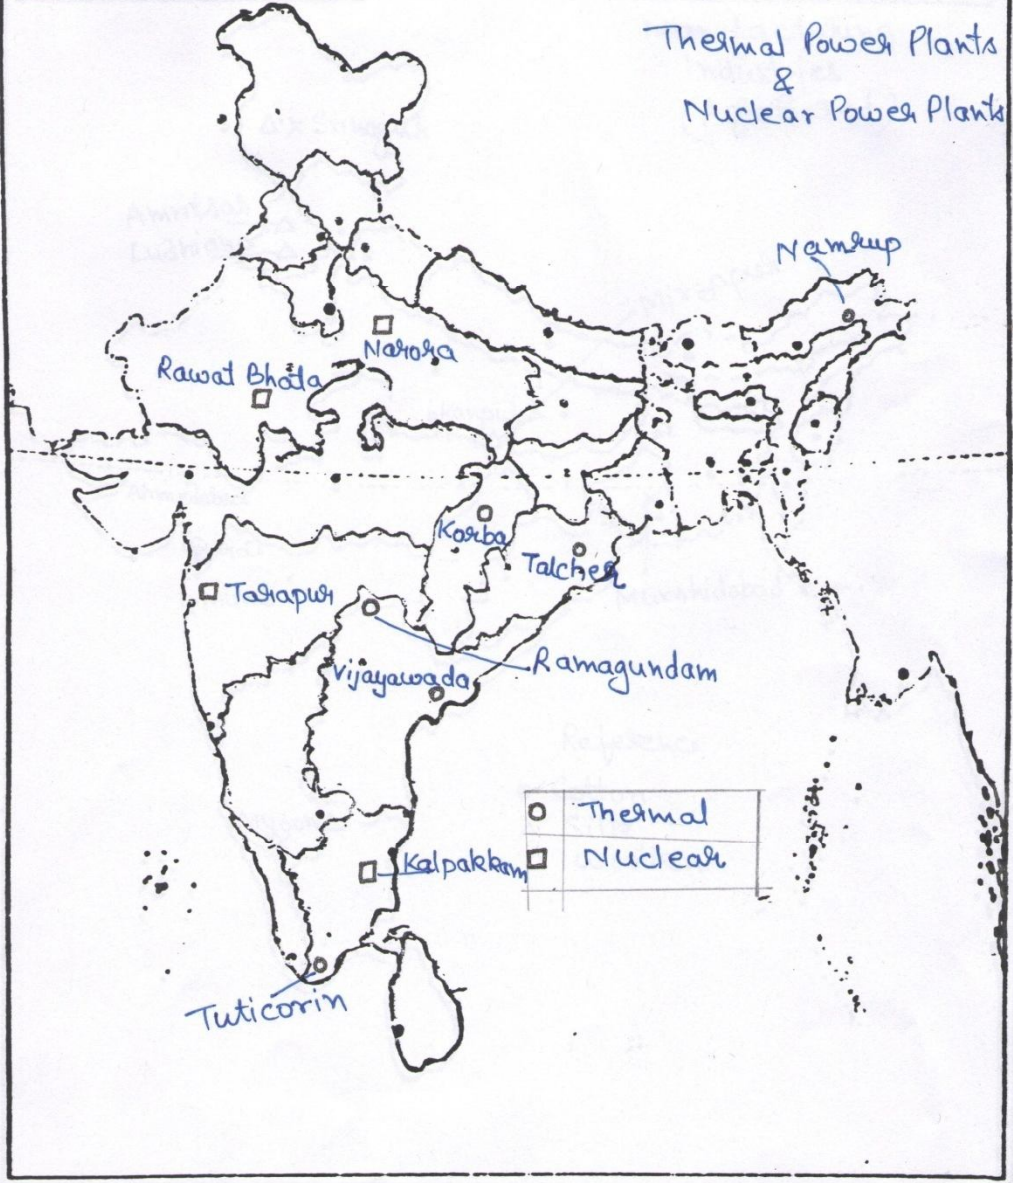 Thermal Power Plants
&
Nuclear Power Plants
Namrup
Narora
Rawat Bhata
Korba
Talcher
Tarapur
Ramagundam
Vijayawada
Thermal
Nuclear
Kalpakkam
Tuticorin